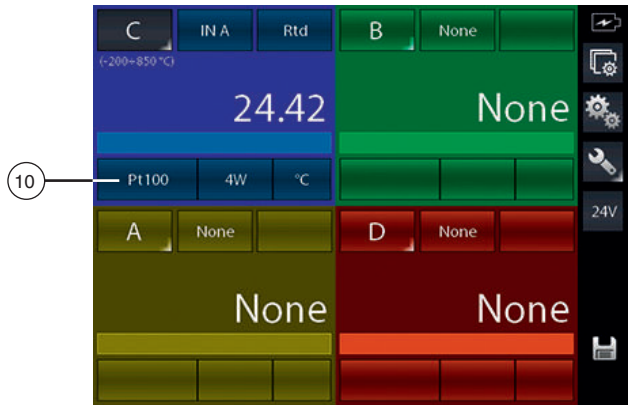 C IN A Rtd
(-200÷850 °C)
24.42
10 Pt100 4W °C
B None
None
A None
None
D None
None
24V